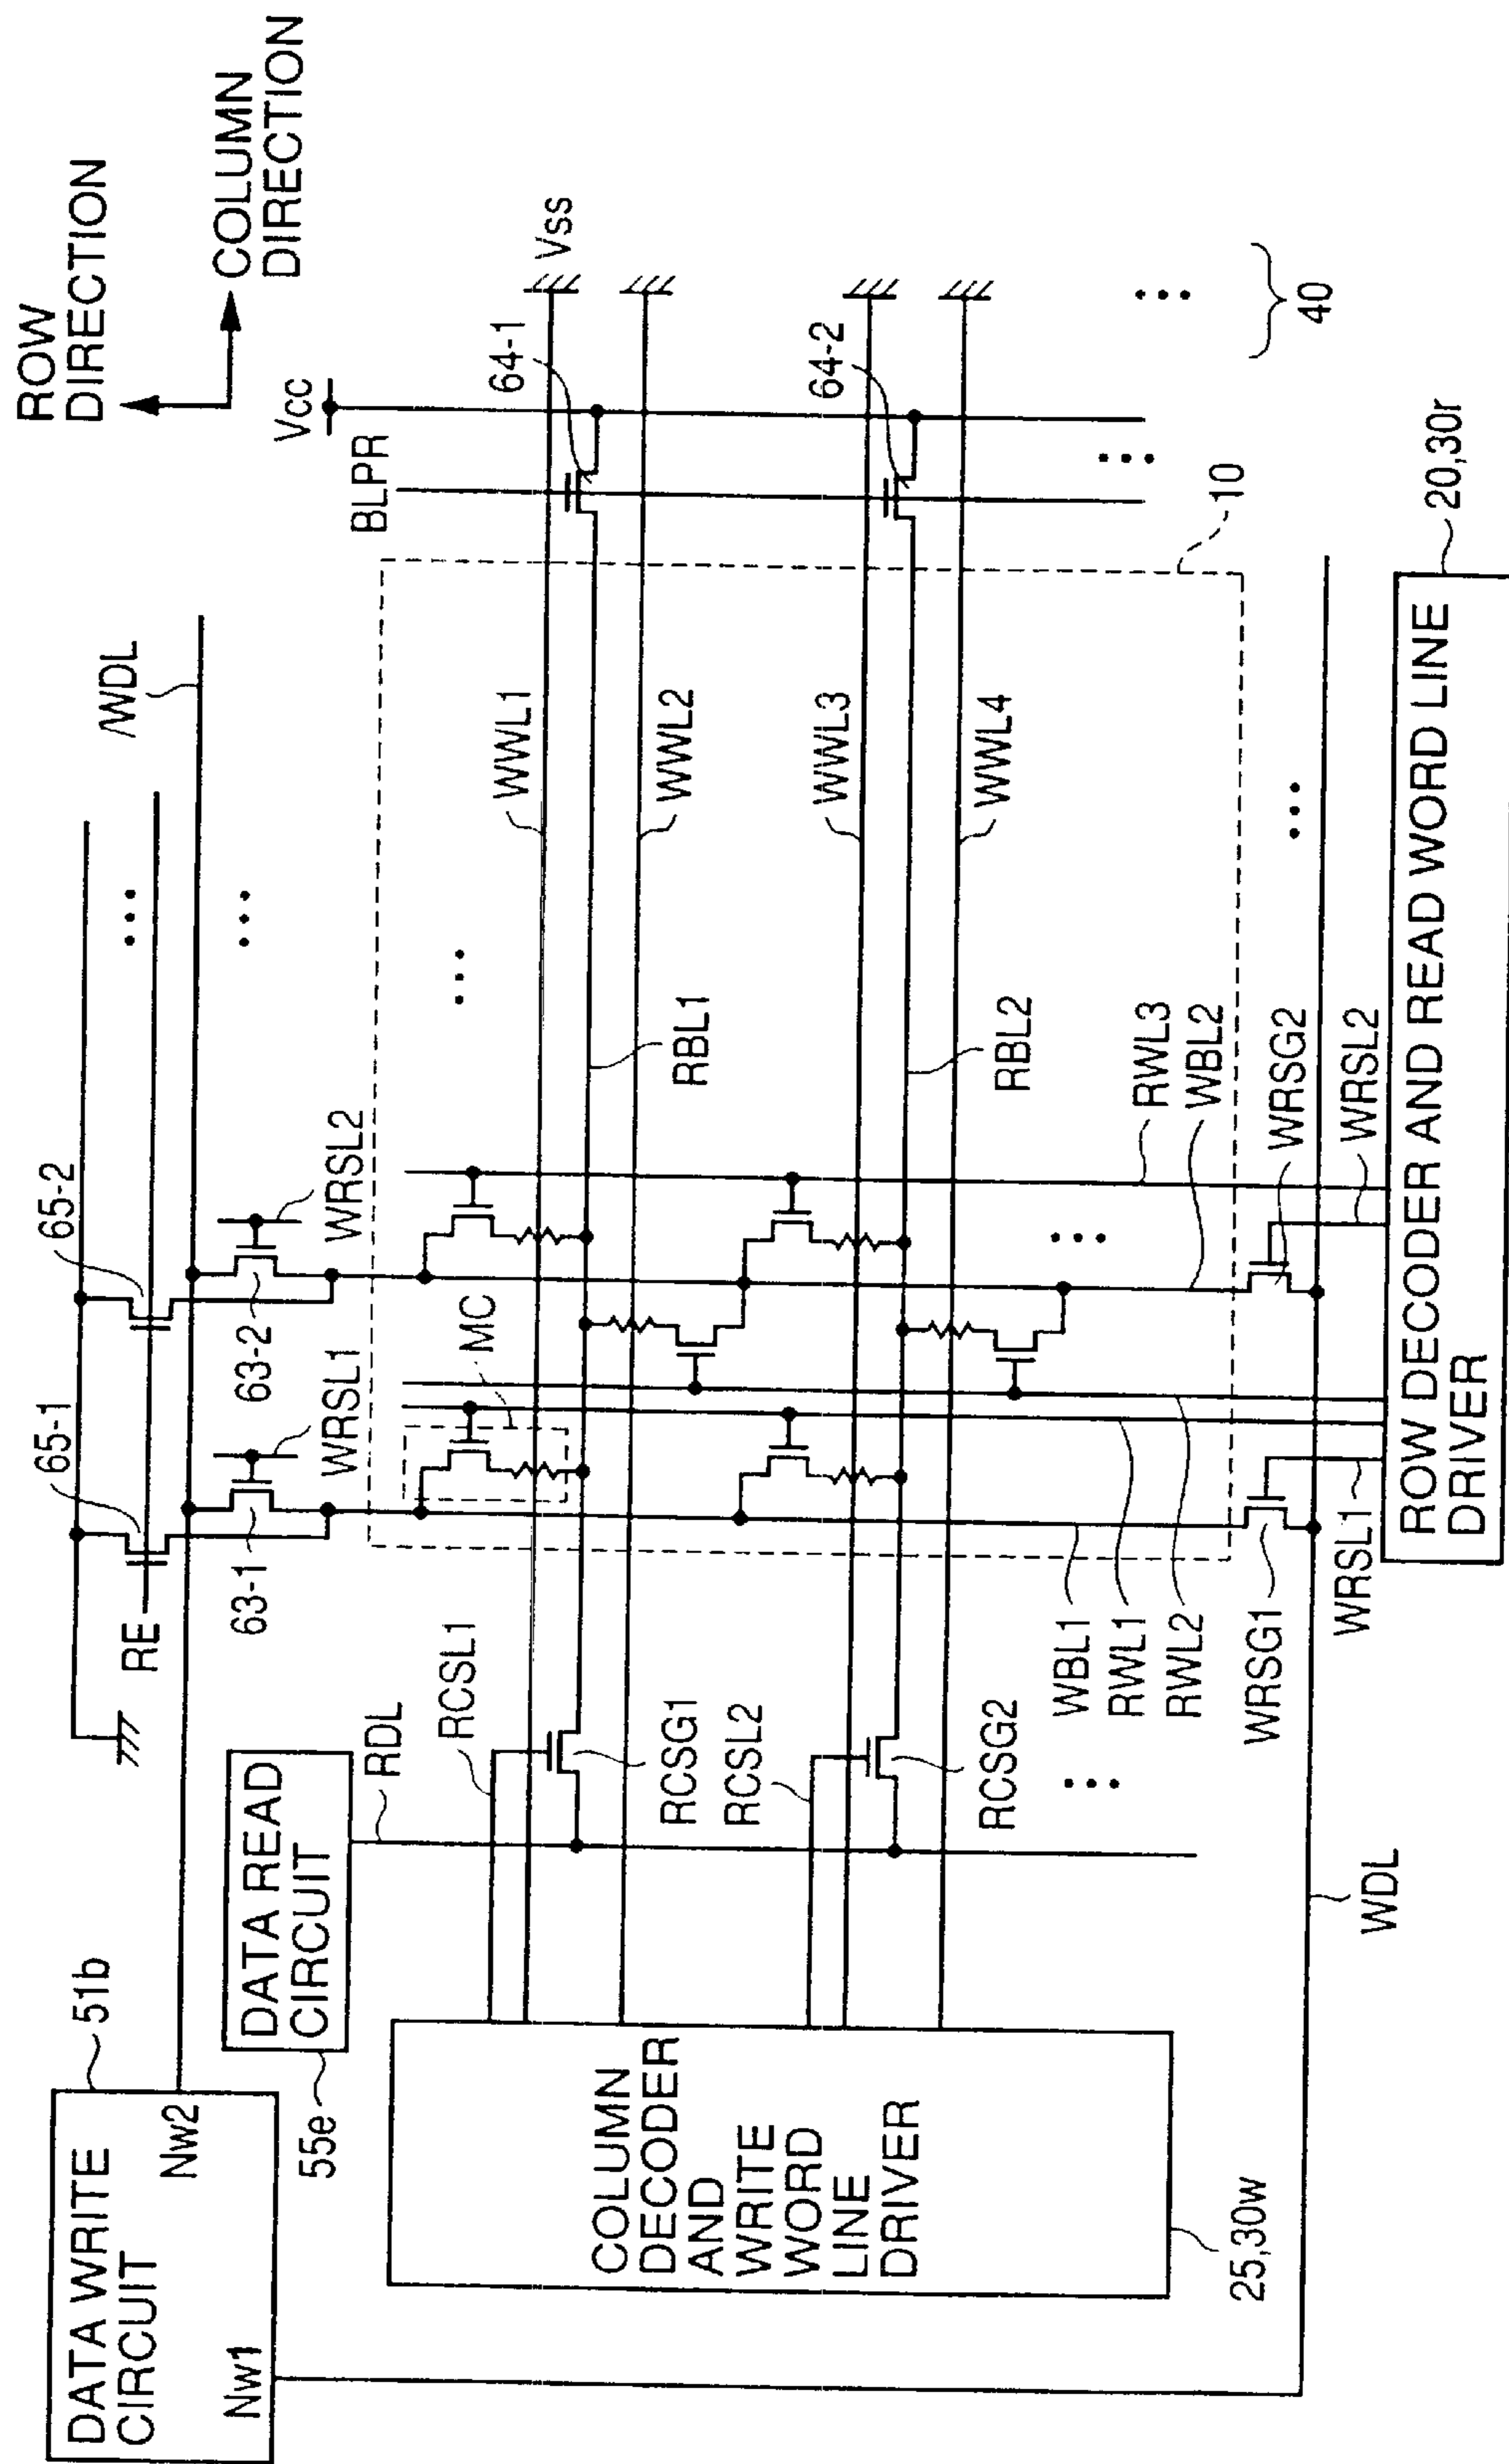 ROW
DIRECTION
COLUMN
DIRECTION
DATA WRITE
CIRCUIT
51b
Nw2
Nw1
DATA READ
CIRCUIT
55e
RDL
RE
65-1
65-2
/WDL
63-1
63-2
WRSL1
WRSL2
Vcc
BLPR
Vss
64-1
64-2
40
10
MC
WWL1
WWL2
WWL3
WWL4
RBL1
RBL2
RCSL1
RCSG1
RCSL2
RCSG2
COLUMN
DECODER
AND
WRITE
WORD
LINE
DRIVER
25,30w
WBL1
RWL1
RWL2
WRSG1
WRSL1
RWL3
WBL2
WRSG2
WRSL2
WDL
ROW DECODER AND READ WORD LINE
DRIVER
20,30r